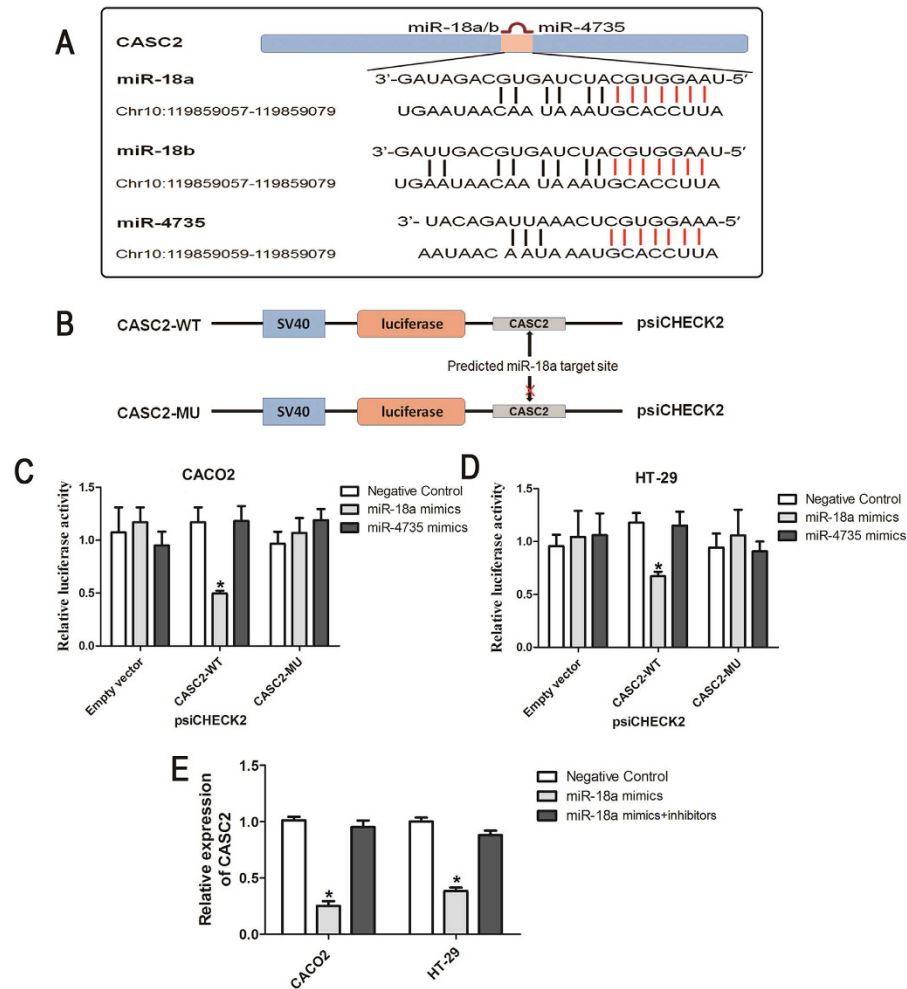 A
miR-18a/b miR-4735
CASC2
miR-18a 3'-GAUAGACGUGAUCUACGUGGAAU-5'
Chr10:119859057-119859079 UGAAUAACAA UAAAUGCACCUUA
miR-18b 3'-GAUUGACGUGAUCUACGUGGAAU-5'
Chr10:119859057-119859079 UGAAUAACAA UAAAUGCACCUUA
miR-4735 3'- UACAGAUUAAACUCGUGGAAA-5'
Chr10:119859059-119859079 AAUAAC AAUAAAUGCACCUUA
B
CASC2-WT SV40 luciferase CASC2 psiCHECK2
Predicted miR-18a target site
CASC2-MU SV40 luciferase CASC2 psiCHECK2
C
CACO2
Relative luciferase activity
1.5
1.0
0.5
0.0
*
Negative Control
miR-18a mimics
miR-4735 mimics
Empty vector
CASC2-WT
CASC2-MU
psiCHECK2
D
HT-29
Relative luciferase activity
1.5
1.0
0.5
0.0
*
Negative Control
miR-18a mimics
miR-4735 mimics
Empty vector
CASC2-WT
CASC2-MU
psiCHECK2
E
Relative expression
of CASC2
1.5
1.0
0.5
0.0
*
*
Negative Control
miR-18a mimics
miR-18a mimics+inhibitors
CACO2
HT-29